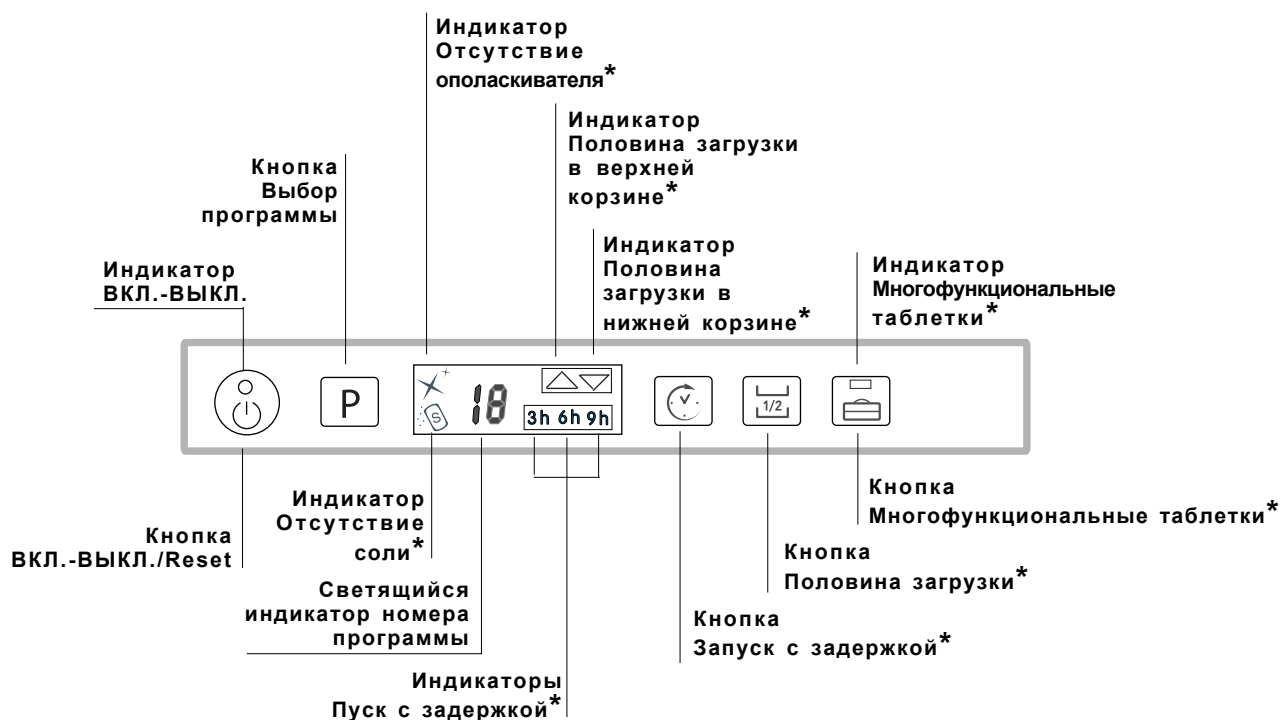 Индикатор
Отсутствие
ополаскивателя*
Индикатор
Половина загрузки
в верхней
корзине*
Кнопка
Выбор
программы
Индикатор
Половина
загрузки в
нижней корзине*
Индикатор
ВКЛ.-ВЫКЛ.
Индикатор
Многофункциональные
таблетки*
P
18
S
3h 6h 9h
1/2
Индикатор
Отсутствие
соли*
Кнопка
ВКЛ.-ВЫКЛ./Reset
Светящийся
индикатор номера
программы
Индикаторы
Пуск с задержкой*
Кнопка
Запуск с задержкой*
Кнопка
Половина загрузки*
Кнопка
Многофункциональные таблетки*